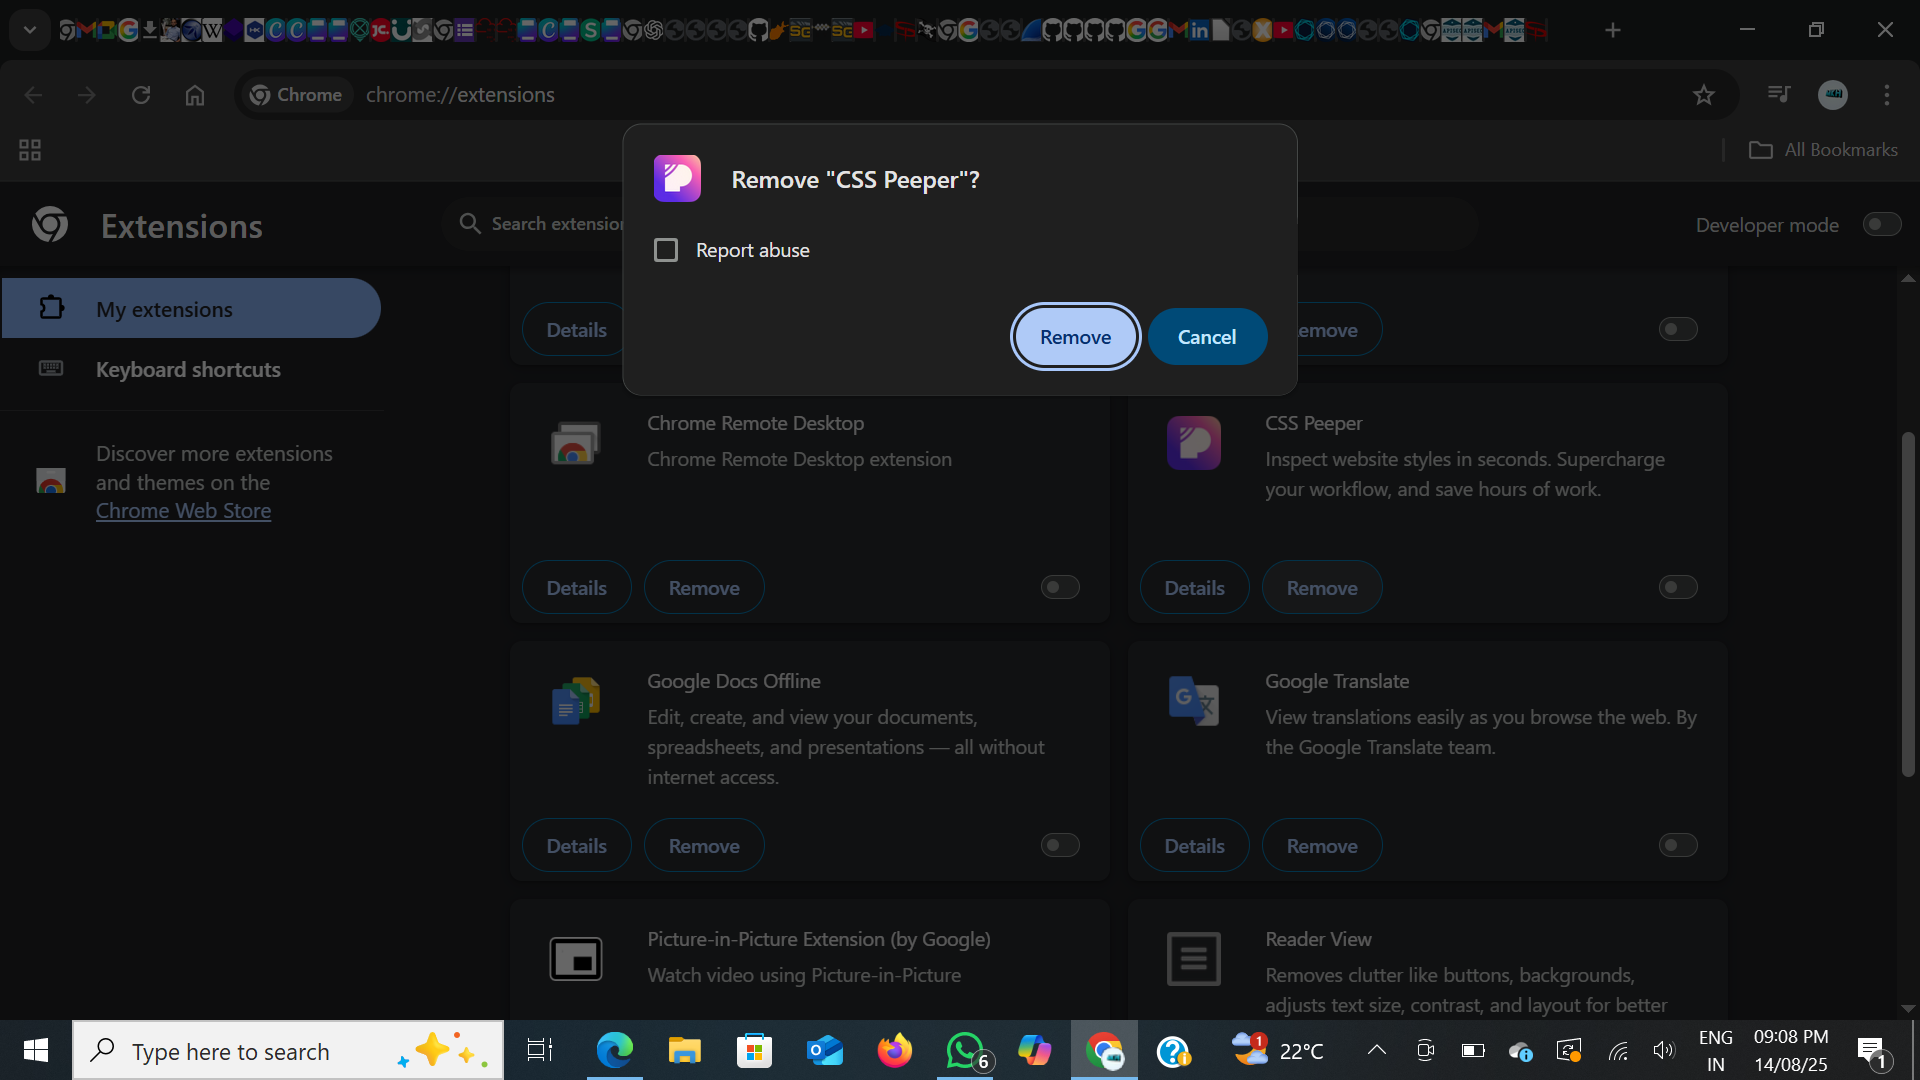 Chrome
chrome://extensions
All Bookmarks
Remove "CSS Peeper"?
Report abuse
Remove
Cancel
Extensions
Search extension
Developer mode
My extensions
Keyboard shortcuts
Discover more extensions
and themes on the
Chrome Web Store
Details
emove
Chrome Remote Desktop
Chrome Remote Desktop extension
Details
Remove
CSS Peeper
Inspect website styles in seconds. Supercharge
your workflow, and save hours of work.
Details
Remove
Google Docs Offline
Edit, create, and view your documents,
spreadsheets, and presentations — all without
internet access.
Details
Remove
Google Translate
View translations easily as you browse the web. By
the Google Translate team.
Details
Remove
Picture-in-Picture Extension (by Google)
Watch video using Picture-in-Picture
Reader View
Removes clutter like buttons, backgrounds,
adjusts text size, contrast, and layout for better
Type here to search
6
1
22°C
ENG
IN
09:08 PM
14/08/25
1